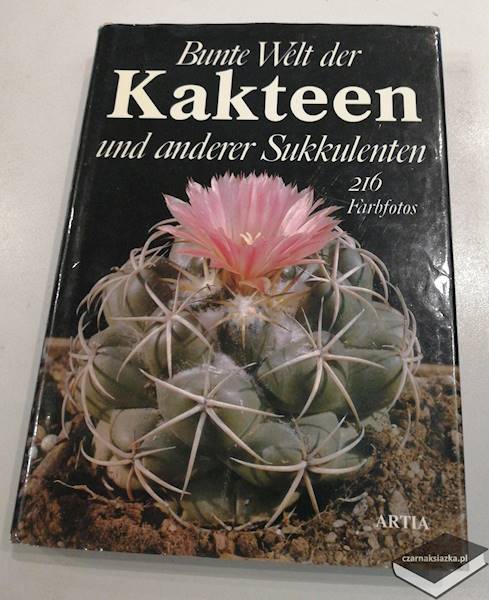 Bunte Welt der
Kakteen
und anderer Sukkulenten
216
Farbfotos
ARTIA
czarnaksiazka.pl